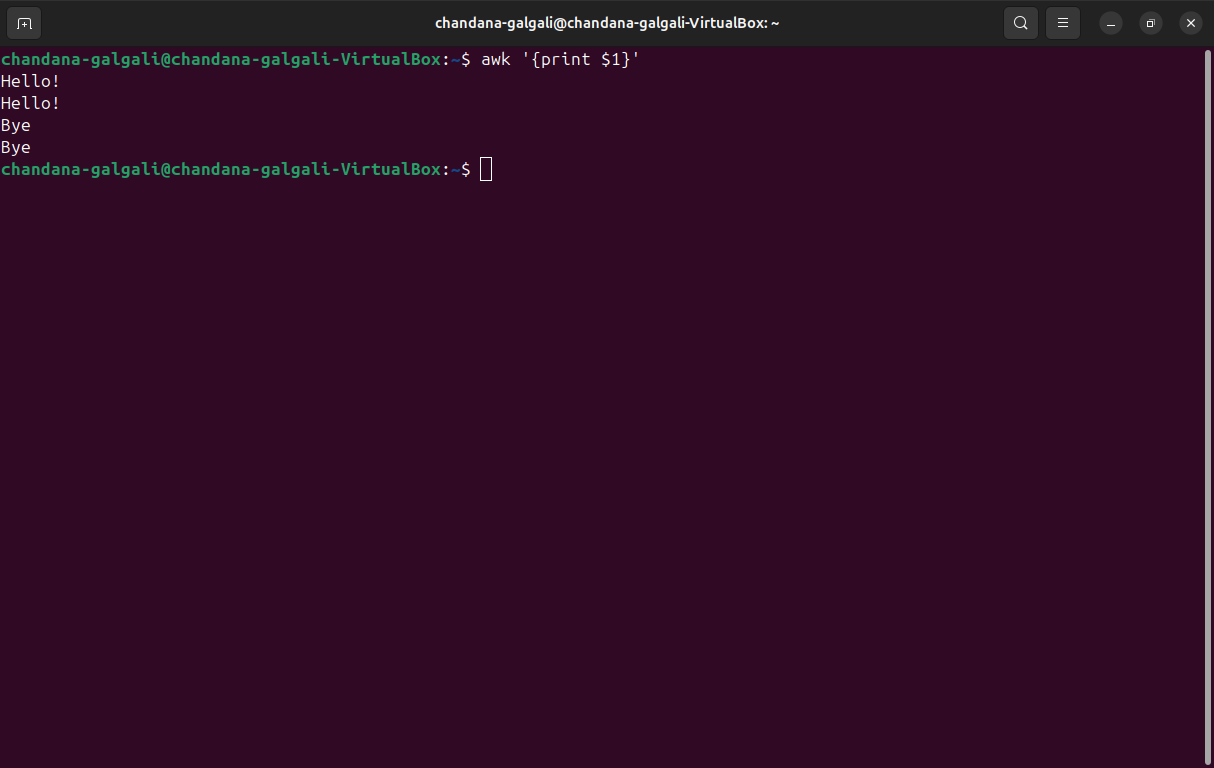 chandana-galgali@chandana-galgali-VirtualBox: ~
chandana-galgali@chandana-galgali-VirtualBox:~$ awk '{print $1}'
Hello!
Hello!
Bye
Bye
chandana-galgali@chandana-galgali-VirtualBox:~$